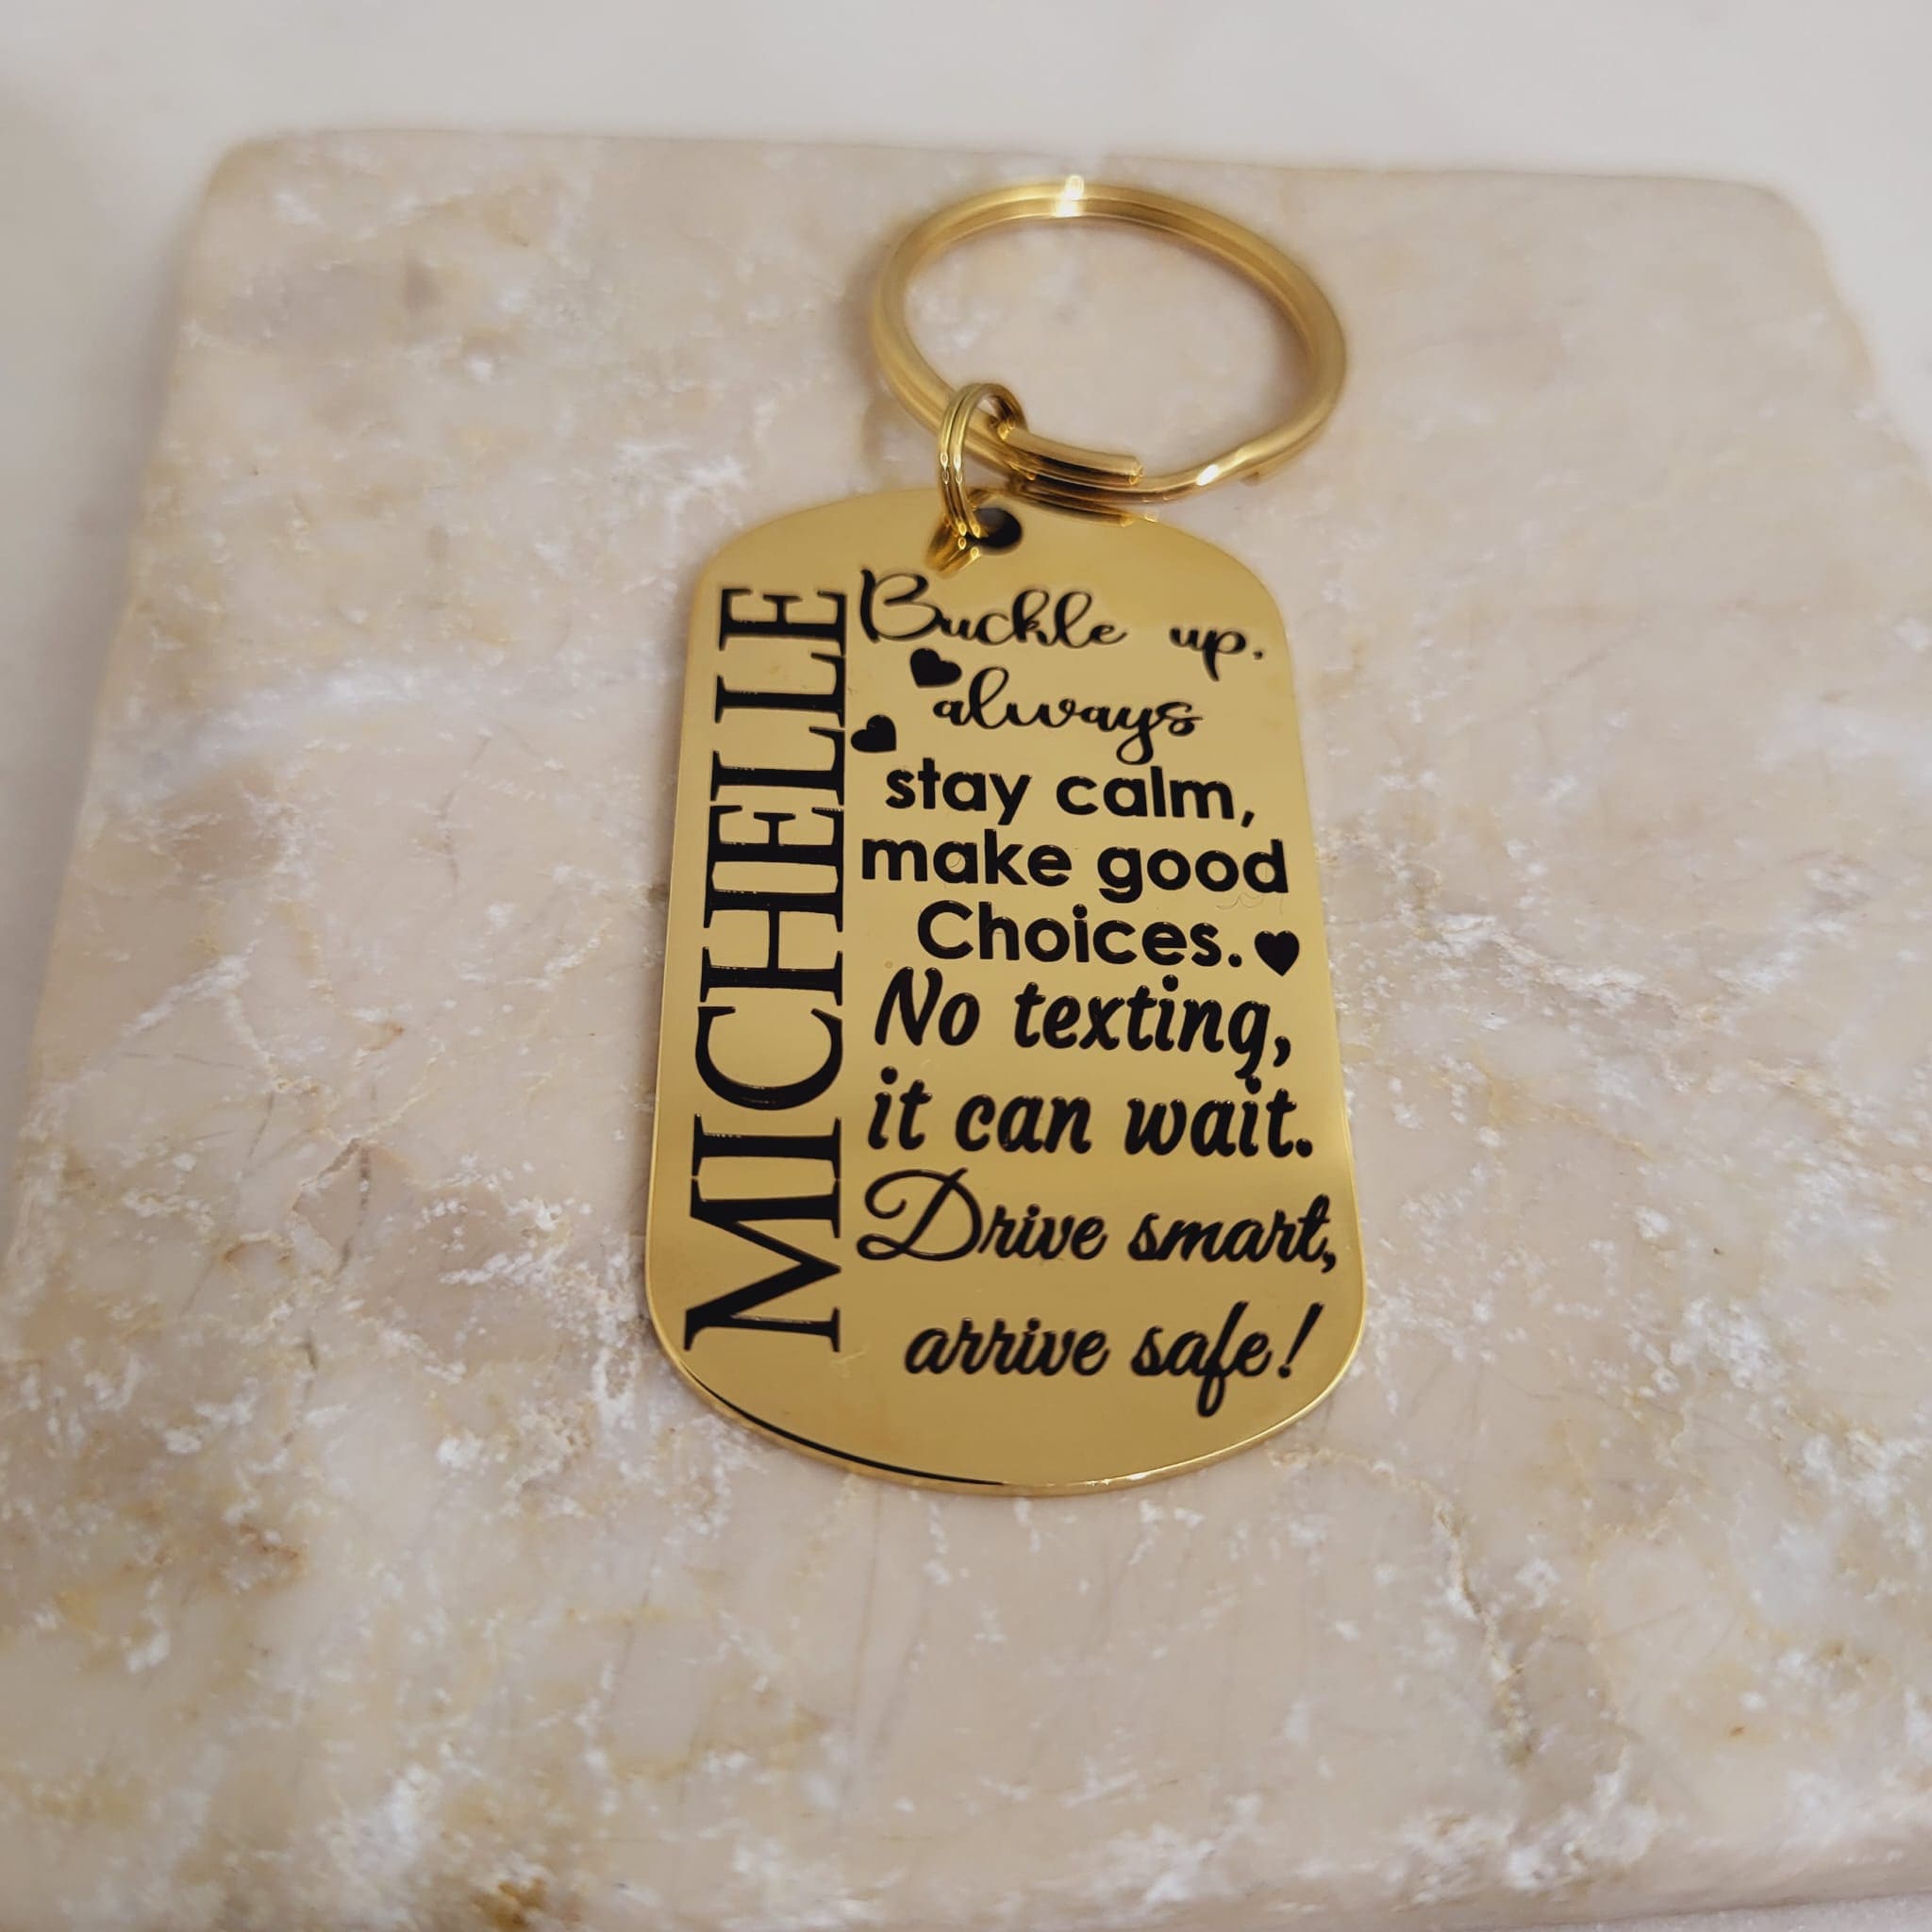 MICHELLE
Buckle up.
always
stay calm,
make good
Choices.
No texting,
it can wait.
Drive smart,
arrive safe!